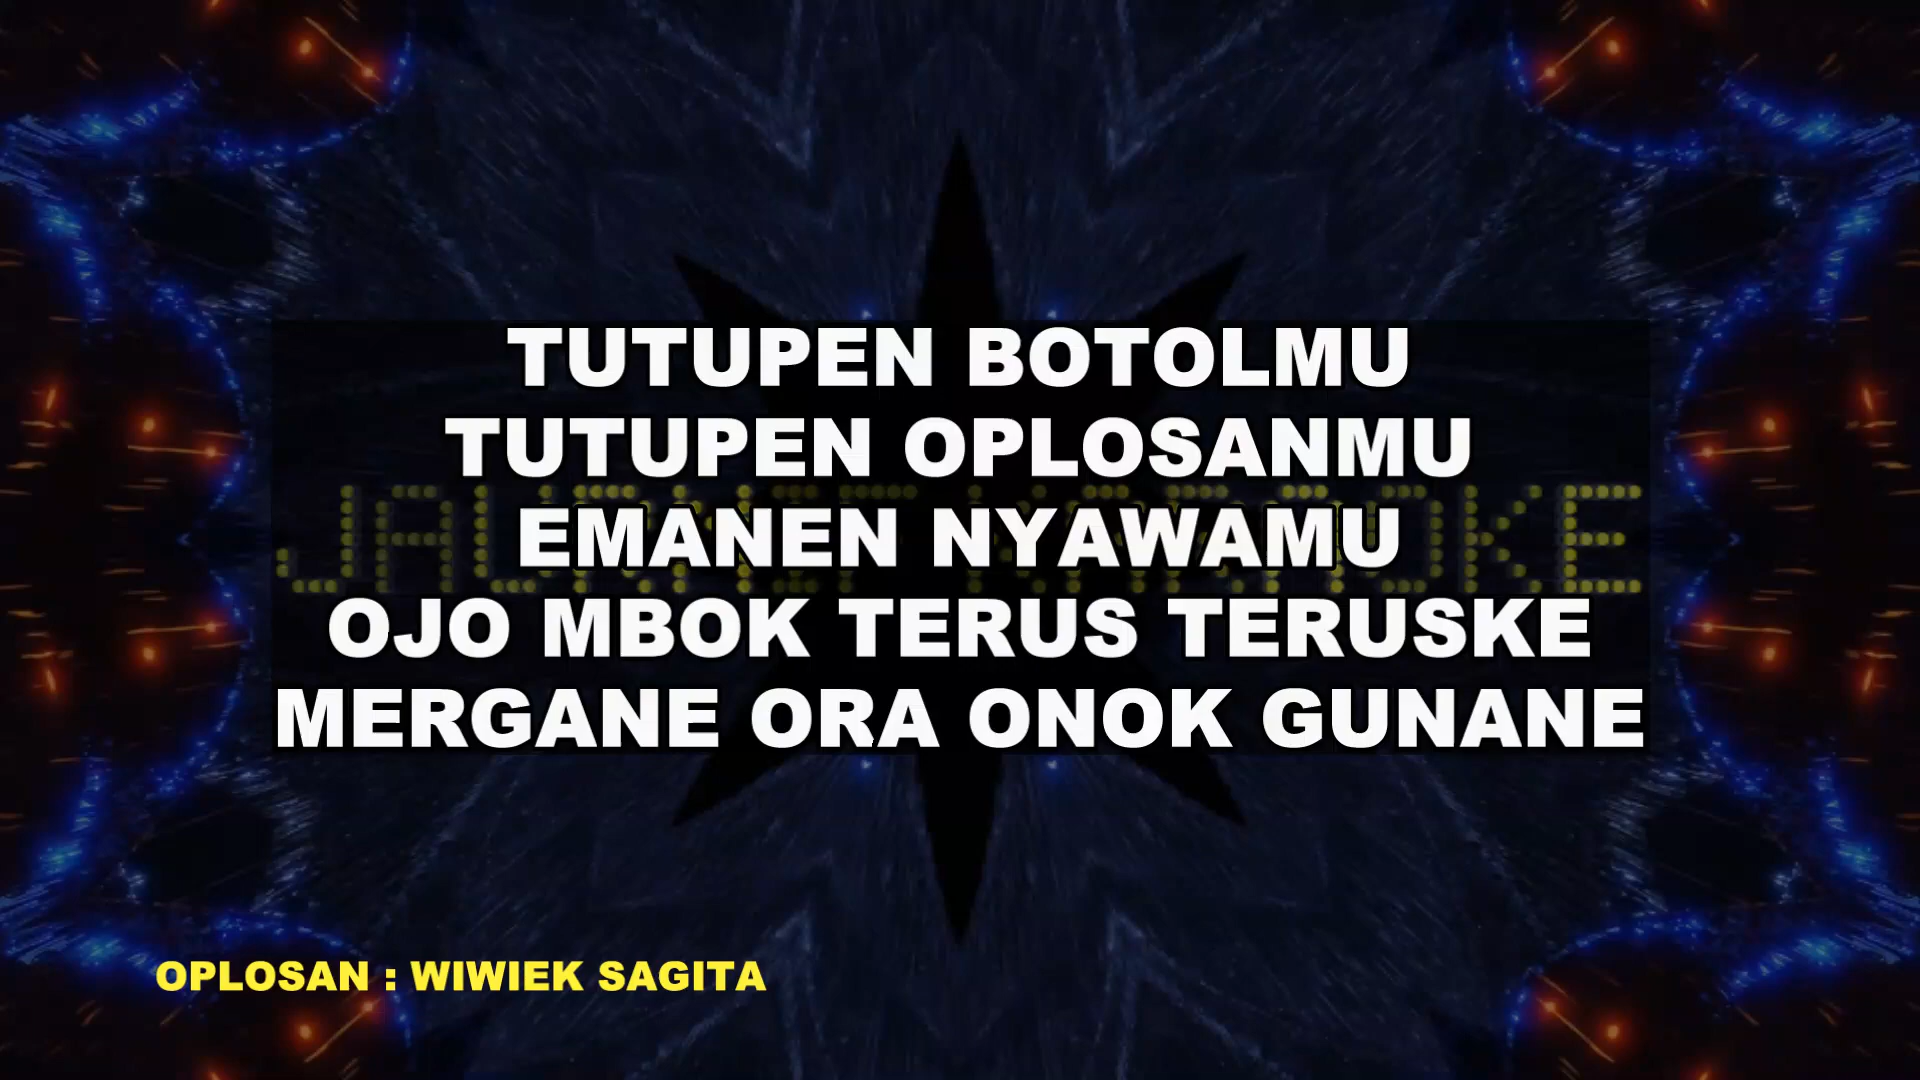 TUTUPEN BOTOLMU
TUTUPEN OPLOSANMU
EMANEN NYAWAMU
OJO MBOK TERUS TERUSKE
MERGANE ORA ONOK GUNANE
OPLOSAN : WIWIEK SAGITA